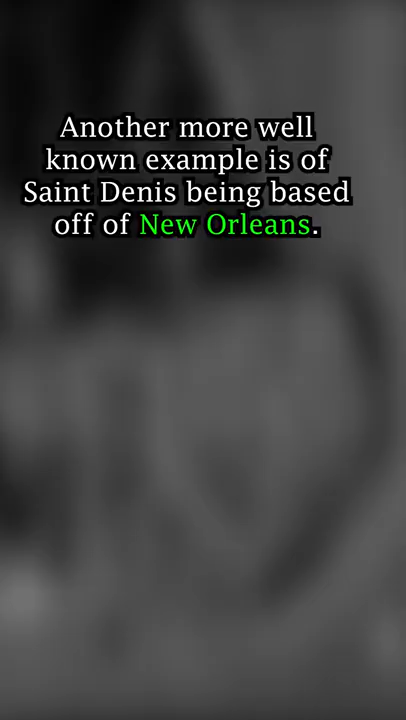 Another more well
known example is of
Saint Denis being based
off of New Orleans.